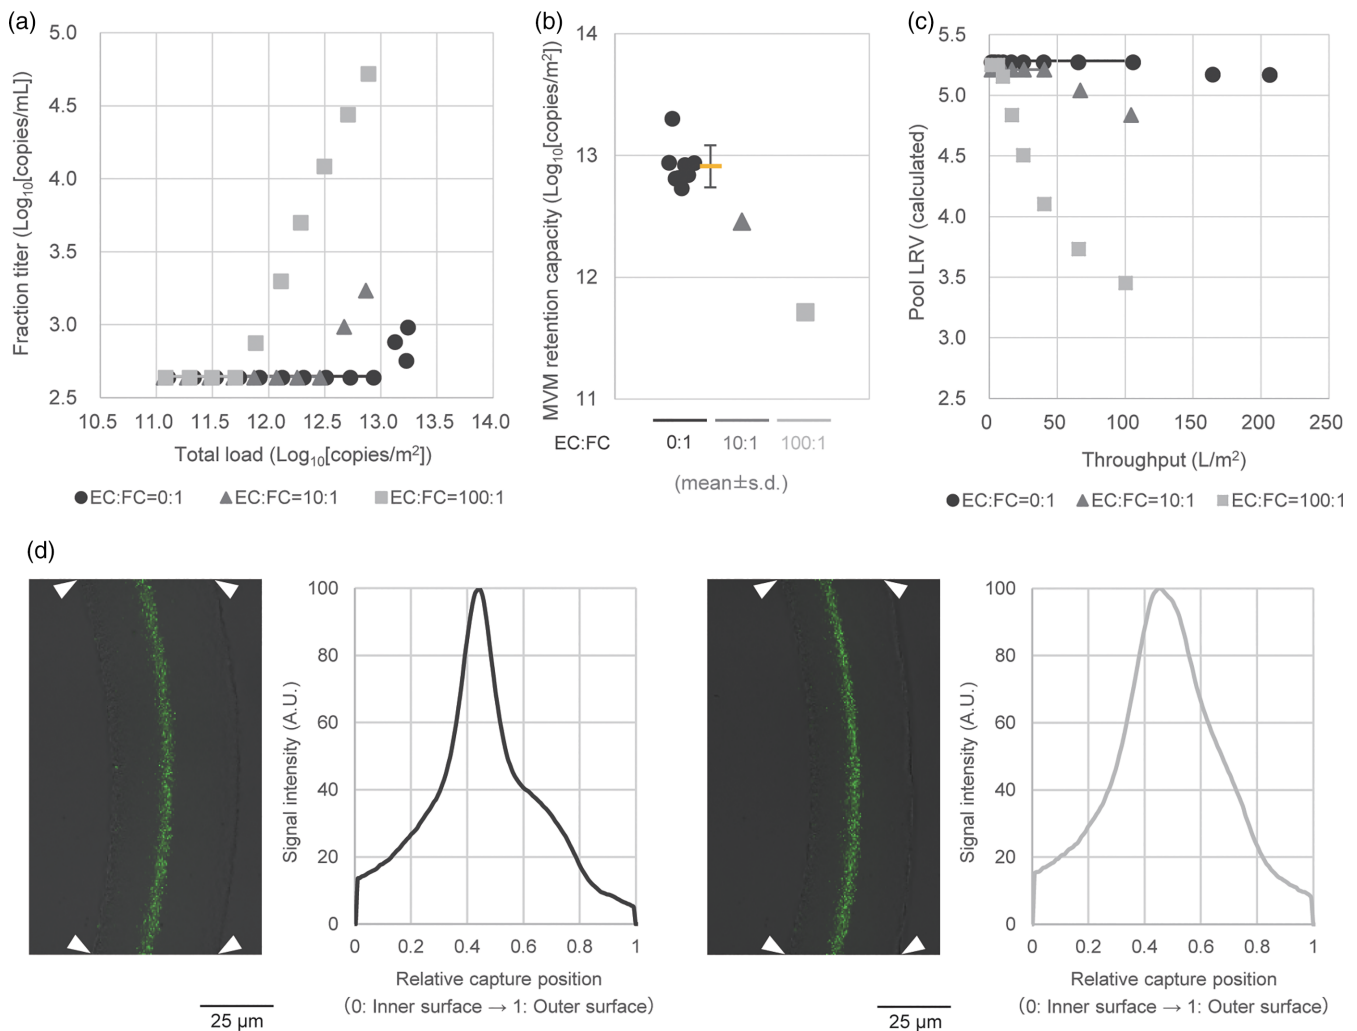 (a)
Fraction titer (Log10[copies/mL])
5.0
4.5
4.0
3.5
3.0
2.5
10.5 11.0 11.5 12.0 12.5 13.0 13.5 14.0
Total load (Log10[copies/m2])
EC:FC=0:1 EC:FC=10:1 EC:FC=100:1
(b)
MVM retention capacity (Log10[copies/m2])
14
13
12
11
EC:FC 0:1 10:1 100:1
(mean±s.d.)
(c)
Pool LRV (calculated)
5.5
5.0
4.5
4.0
3.5
3.0
2.5
0 50 100 150 200 250
Throughput (L/m2)
EC:FC=0:1 EC:FC=10:1 EC:FC=100:1
(d)
25 μm
Signal intensity (A.U.)
100
80
60
40
20
0
0 0.2 0.4 0.6 0.8 1
Relative capture position
(0: Inner surface → 1: Outer surface)
25 μm
Signal intensity (A.U.)
100
80
60
40
20
0
0 0.2 0.4 0.6 0.8 1
Relative capture position
(0: Inner surface → 1: Outer surface)